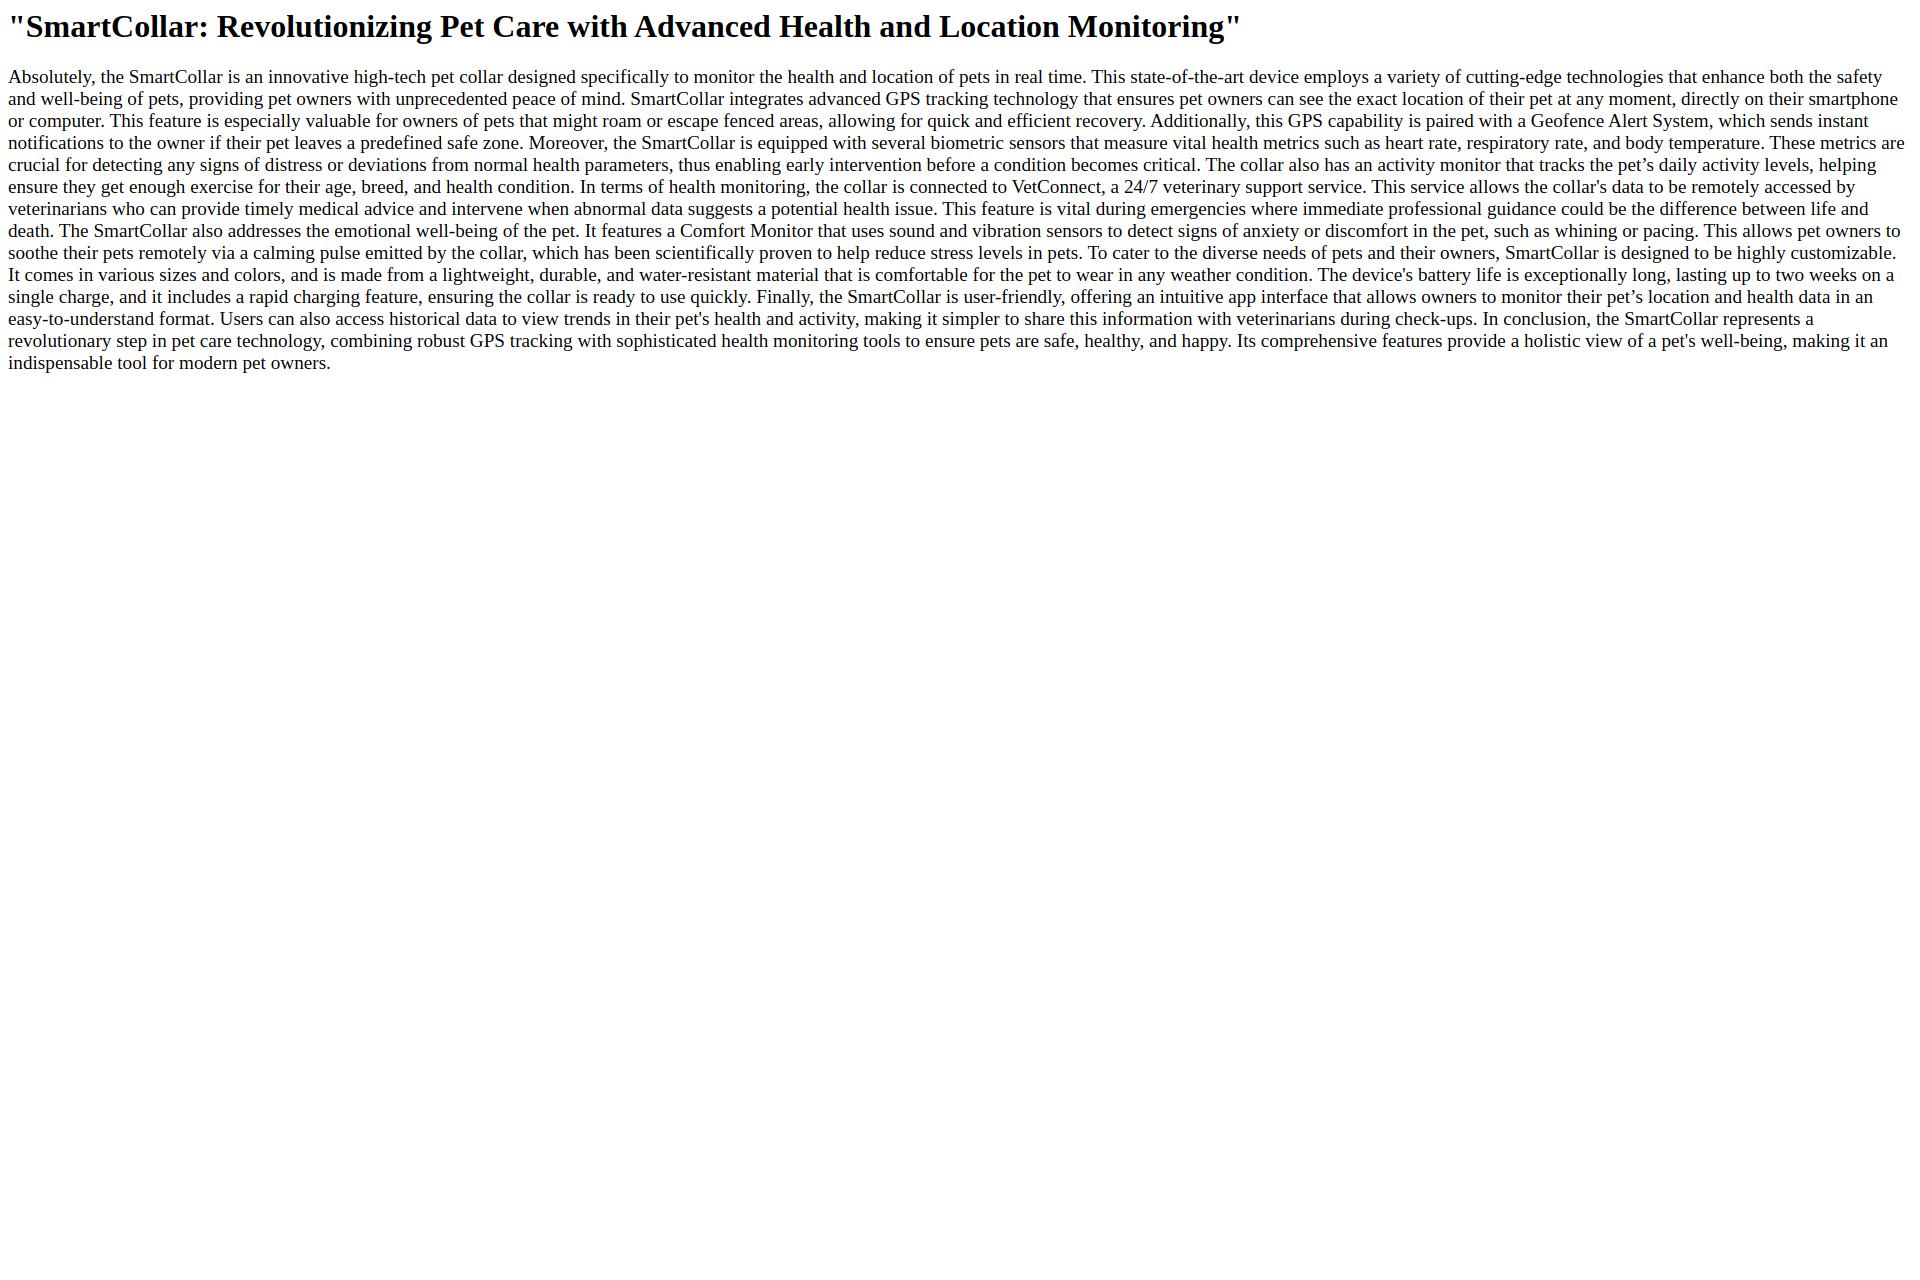 "SmartCollar: Revolutionizing Pet Care with Advanced Health and Location Monitoring"
Absolutely, the SmartCollar is an innovative high-tech pet collar designed specifically to monitor the health and location of pets in real time. This state-of-the-art device employs a variety of cutting-edge technologies that enhance both the safety
and well-being of pets, providing pet owners with unprecedented peace of mind. SmartCollar integrates advanced GPS tracking technology that ensures pet owners can see the exact location of their pet at any moment, directly on their smartphone
or computer. This feature is especially valuable for owners of pets that might roam or escape fenced areas, allowing for quick and efficient recovery. Additionally, this GPS capability is paired with a Geofence Alert System, which sends instant
notifications to the owner if their pet leaves a predefined safe zone. Moreover, the SmartCollar is equipped with several biometric sensors that measure vital health metrics such as heart rate, respiratory rate, and body temperature. These metrics are
crucial for detecting any signs of distress or deviations from normal health parameters, thus enabling early intervention before a condition becomes critical. The collar also has an activity monitor that tracks the pet’s daily activity levels, helping
ensure they get enough exercise for their age, breed, and health condition. In terms of health monitoring, the collar is connected to VetConnect, a 24/7 veterinary support service. This service allows the collar's data to be remotely accessed by
veterinarians who can provide timely medical advice and intervene when abnormal data suggests a potential health issue. This feature is vital during emergencies where immediate professional guidance could be the difference between life and
death. The SmartCollar also addresses the emotional well-being of the pet. It features a Comfort Monitor that uses sound and vibration sensors to detect signs of anxiety or discomfort in the pet, such as whining or pacing. This allows pet owners to
soothe their pets remotely via a calming pulse emitted by the collar, which has been scientifically proven to help reduce stress levels in pets. To cater to the diverse needs of pets and their owners, SmartCollar is designed to be highly customizable.
It comes in various sizes and colors, and is made from a lightweight, durable, and water-resistant material that is comfortable for the pet to wear in any weather condition. The device's battery life is exceptionally long, lasting up to two weeks on a
single charge, and it includes a rapid charging feature, ensuring the collar is ready to use quickly. Finally, the SmartCollar is user-friendly, offering an intuitive app interface that allows owners to monitor their pet’s location and health data in an
easy-to-understand format. Users can also access historical data to view trends in their pet's health and activity, making it simpler to share this information with veterinarians during check-ups. In conclusion, the SmartCollar represents a
revolutionary step in pet care technology, combining robust GPS tracking with sophisticated health monitoring tools to ensure pets are safe, healthy, and happy. Its comprehensive features provide a holistic view of a pet's well-being, making it an
indispensable tool for modern pet owners.